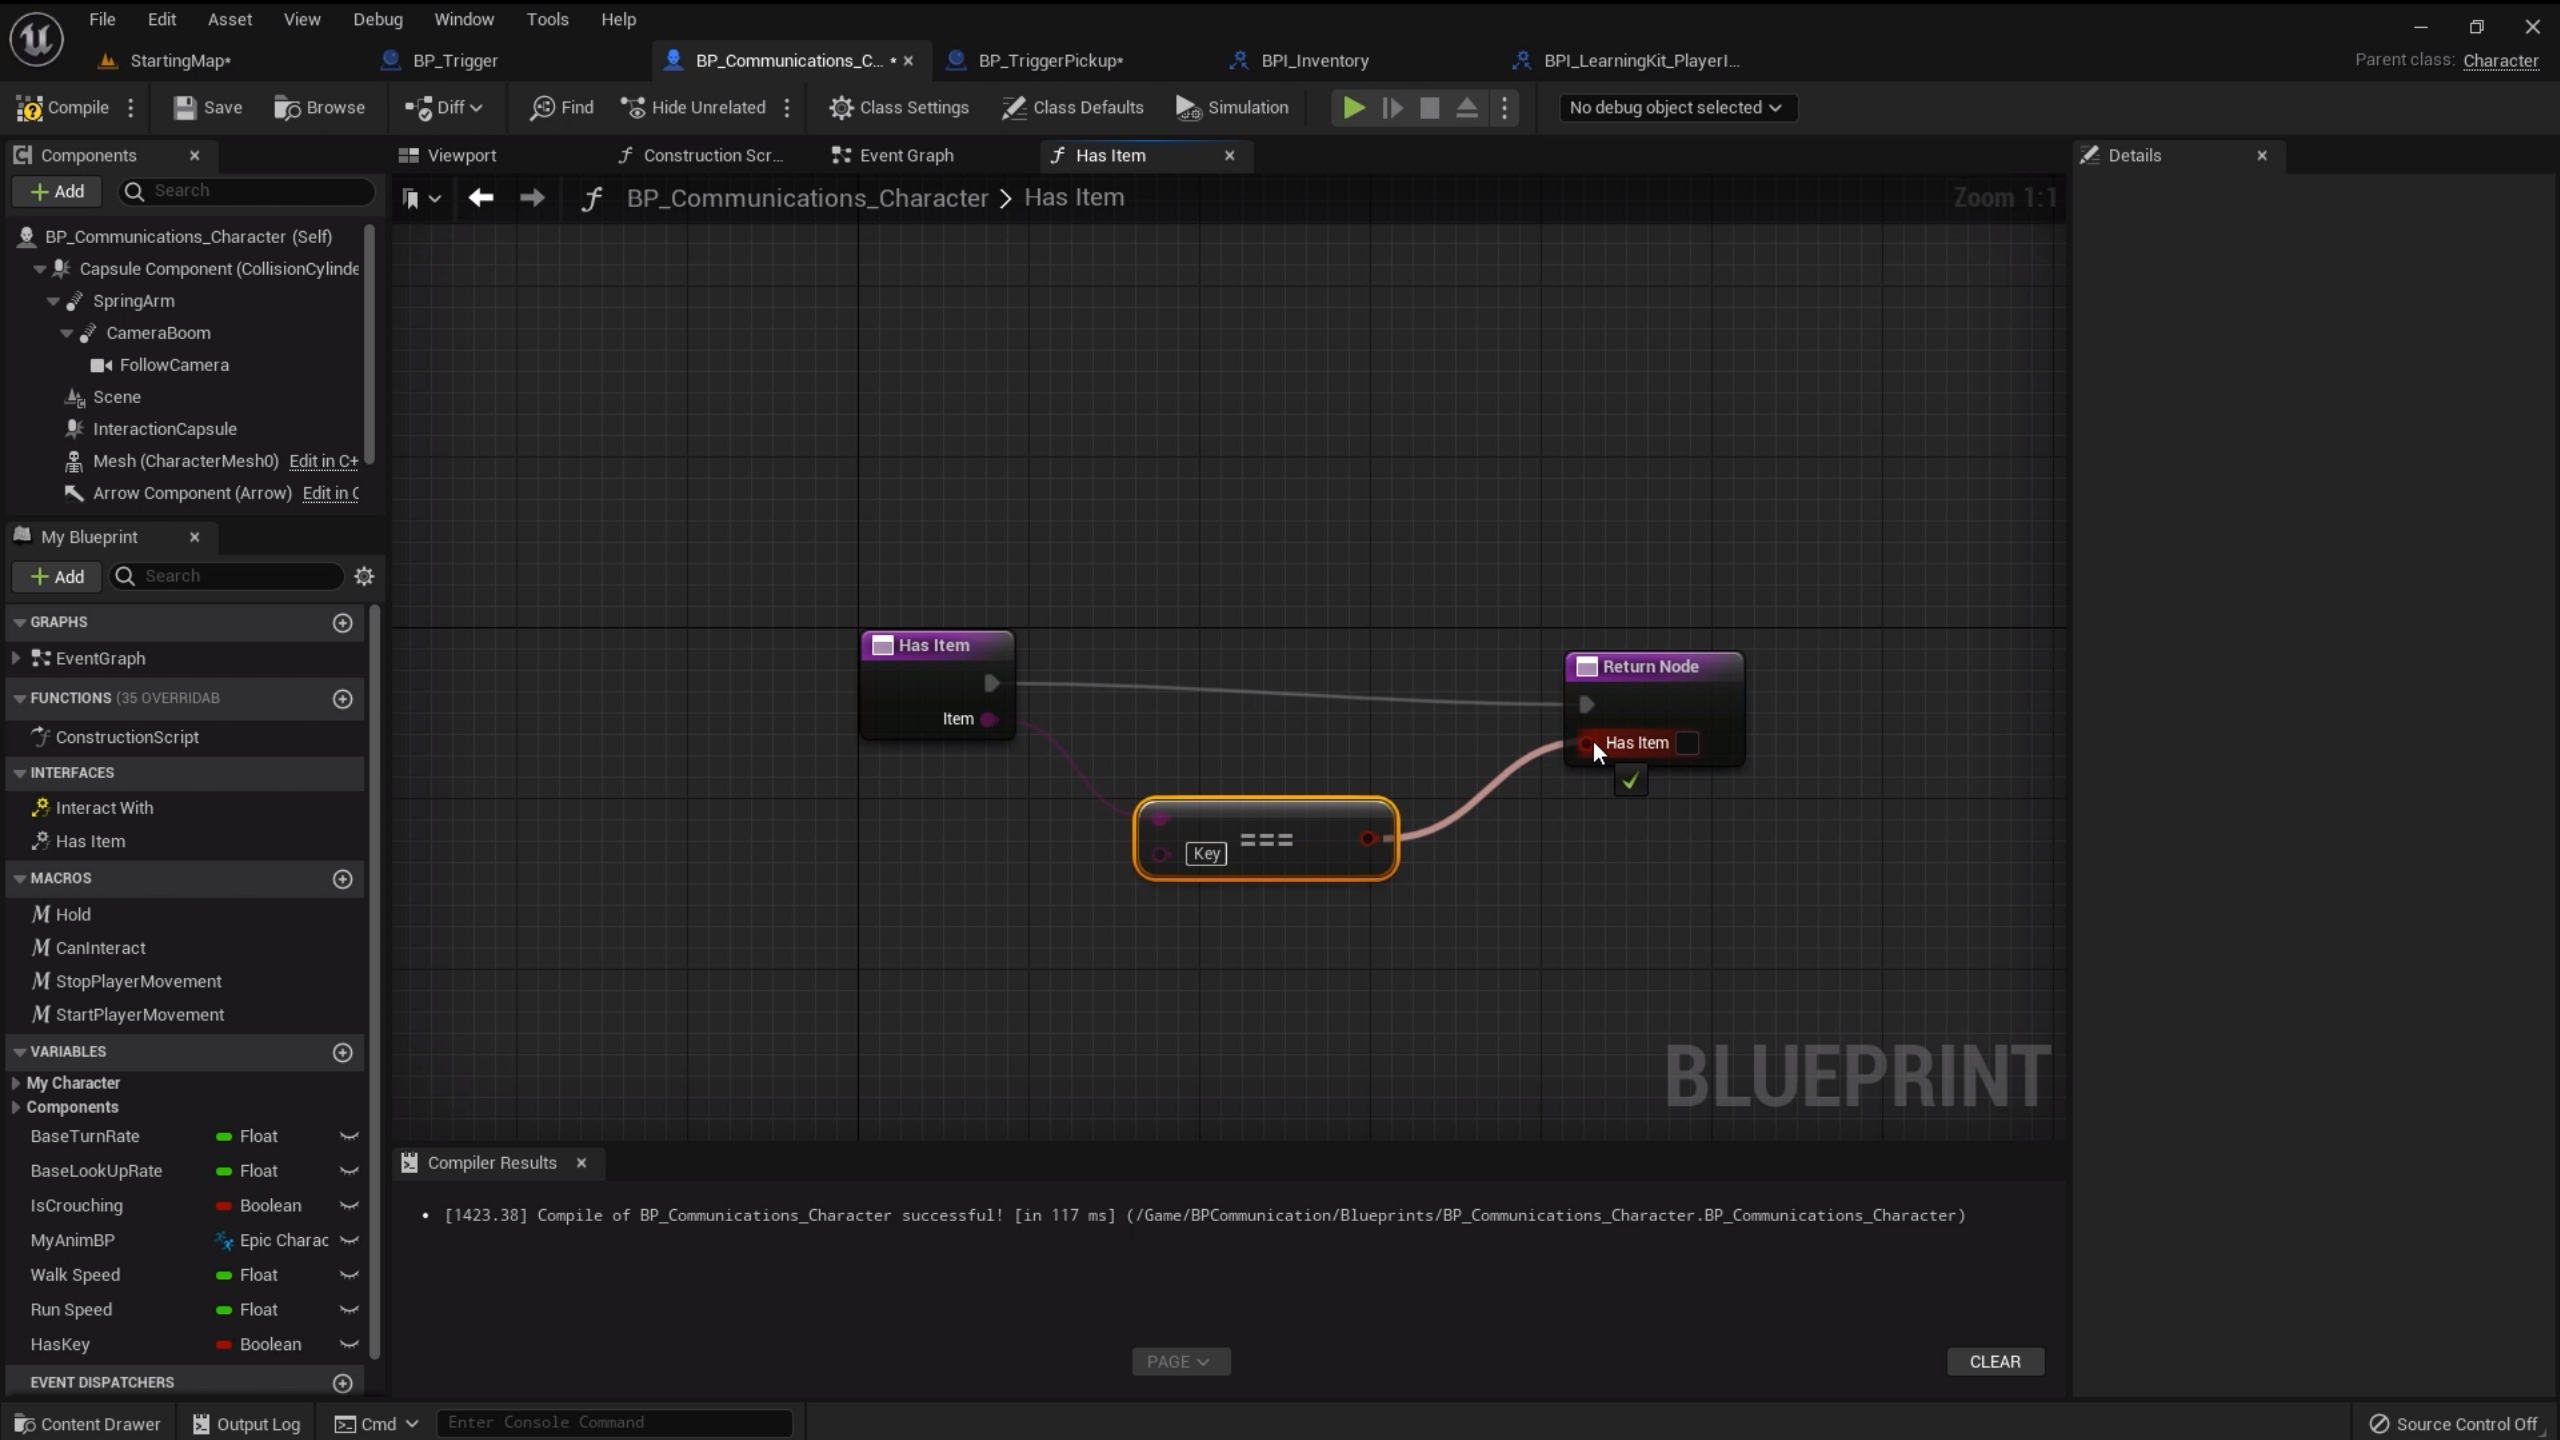 File Edit Asset View Debug Window Tools Help
StartingMap* BP_Trigger BP_Communications_C... * BP_TriggerPickup* BPI_Inventory BPI_LearningKit_PlayerI... Parent class: Character
Compile Save Browse Diff Find Hide Unrelated Class Settings Class Defaults Simulation No debug object selected
Components
Add Search
BP_Communications_Character (Self)
Capsule Component (CollisionCylinde
SpringArm
CameraBoom
FollowCamera
Scene
InteractionCapsule
Mesh (CharacterMesh0) Edit in C+
Arrow Component (Arrow) Edit in C
My Blueprint
Add Search
GRAPHS
EventGraph
FUNCTIONS (35 OVERRIDAB
ConstructionScript
INTERFACES
Interact With
Has Item
MACROS
Hold
CanInteract
StopPlayerMovement
StartPlayerMovement
VARIABLES
My Character
Components
BaseTurnRate Float
BaseLookUpRate Float
IsCrouching Boolean
MyAnimBP Epic Charac
Walk Speed Float
Run Speed Float
HasKey Boolean
EVENT DISPATCHERS
Viewport Construction Scr... Event Graph Has Item
BP_Communications_Character > Has Item Zoom 1:1
Has Item
Item
===
Key
Return Node
Has Item
BLUEPRINT
Compiler Results
• [1423.38] Compile of BP_Communications_Character successful! [in 117 ms] (/Game/BPCommunication/Blueprints/BP_Communications_Character.BP_Communications_Character)
PAGE CLEAR
Details
Content Drawer Output Log Cmd Enter Console Command Source Control Off